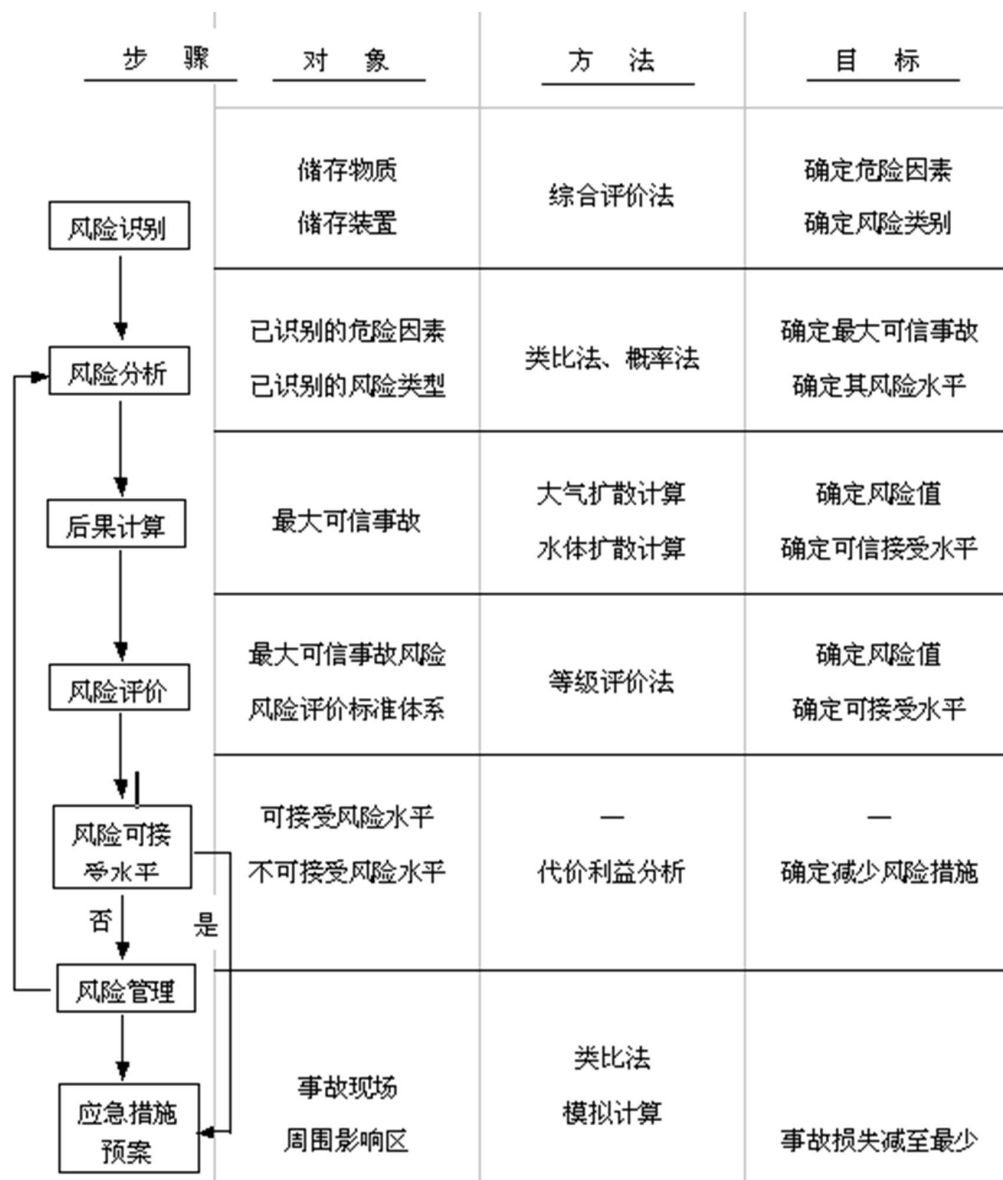 步 骤 对 象 方 法 目 标
储存物质 确定危险因素
综合评价法
风险识别 储存装置 确定风险类别
已识别的危险因素 确定最大可信事故
类比法、概率法
风险分析 已识别的风险类型 确定其风险水平
大气扩散计算 确定风险值
后果计算 最大可信事故
水体扩散计算 确定可信接受水平
最大可信事故风险 确定风险值
风险评价 等级评价法
风险评价标准体系 确定可接受水平
可接受风险水平 — —
风险可接
受水平 不可接受风险水平 代价利益分析 确定减少风险措施
否 是
风险管理
类比法
事故现场
应急措施 模拟计算
预案 周围影响区 事故损失减至最少